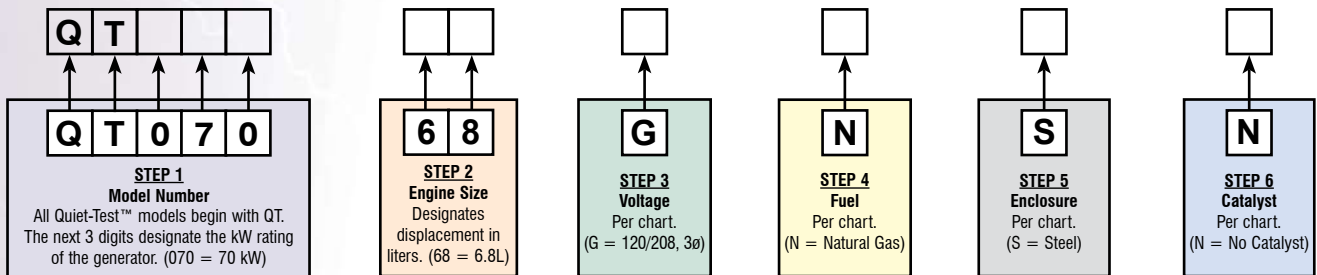 Q T
Q T 0 7 0
STEP 1
Model Number
All Quiet-Test™ models begin with QT.
The next 3 digits designate the kW rating
of the generator. (070 = 70 kW)
6 8
STEP 2
Engine Size
Designates
displacement in
liters. (68 = 6.8L)
G
STEP 3
Voltage
Per chart.
(G = 120/208, 3ø)
N
STEP 4
Fuel
Per chart.
(N = Natural Gas)
S
STEP 5
Enclosure
Per chart.
(S = Steel)
N
STEP 6
Catalyst
Per chart.
(N = No Catalyst)